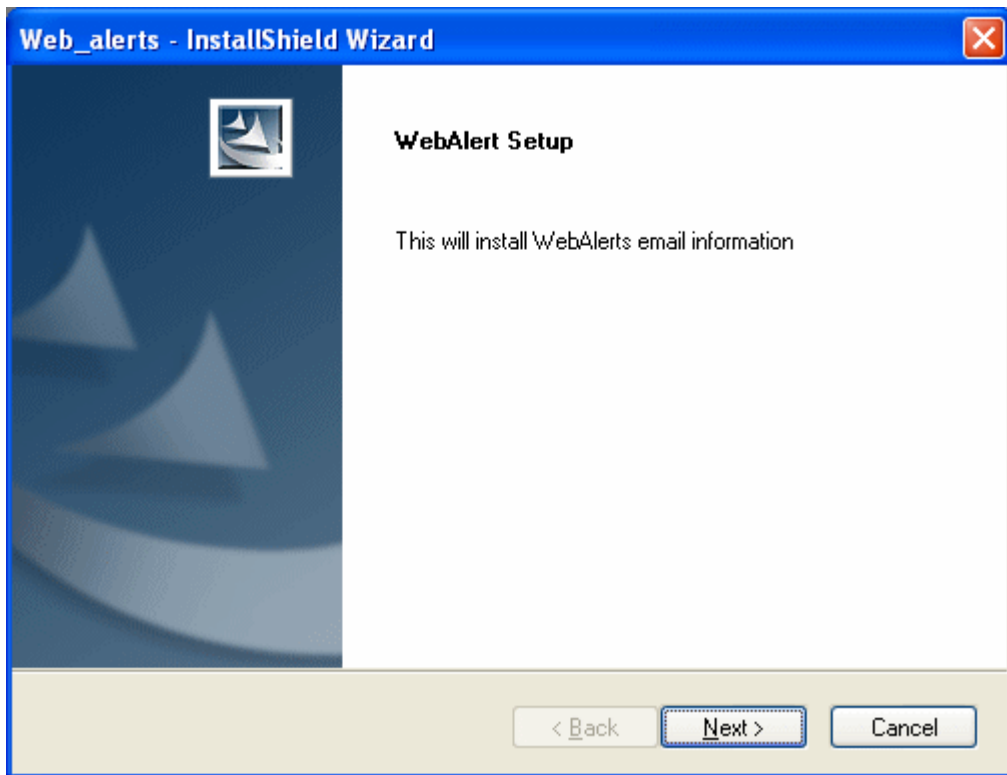 Web_alerts - InstallShield Wizard
WebAlert Setup
This will install WebAlerts email information
< Back
Next >
Cancel